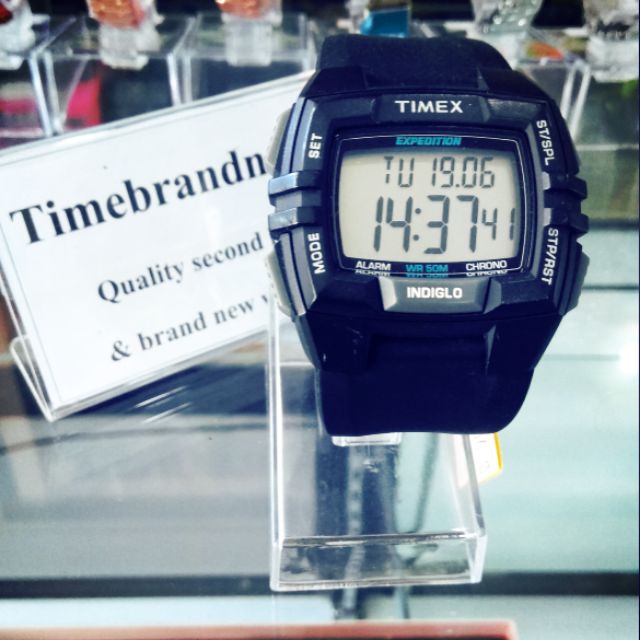 Timebrandn
Quality second
& brand new
TIMEX
EXPEDITION
SET
ST/SPL
TU 19.06
14:37 41
MODE
STP/RST
ALARM WR 50M CHRONO
INDIGLO